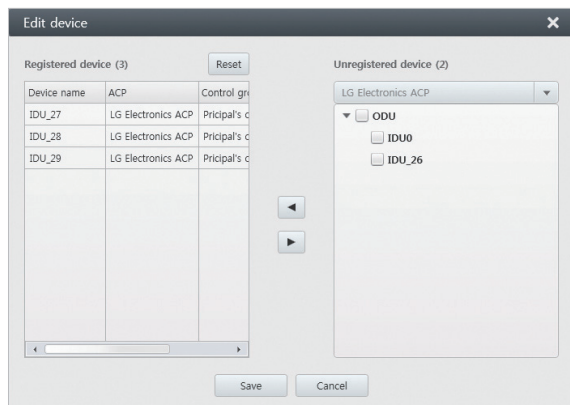 Edit device
Registered device (3)
Reset
Unregistered device (2)
Device name ACP Control gr
IDU_27 LG Electronics ACP Pricipal's c
IDU_28 LG Electronics ACP Pricipal's c
IDU_29 LG Electronics ACP Pricipal's c
LG Electronics ACP
ODU
IDU0
IDU_26
Save Cancel